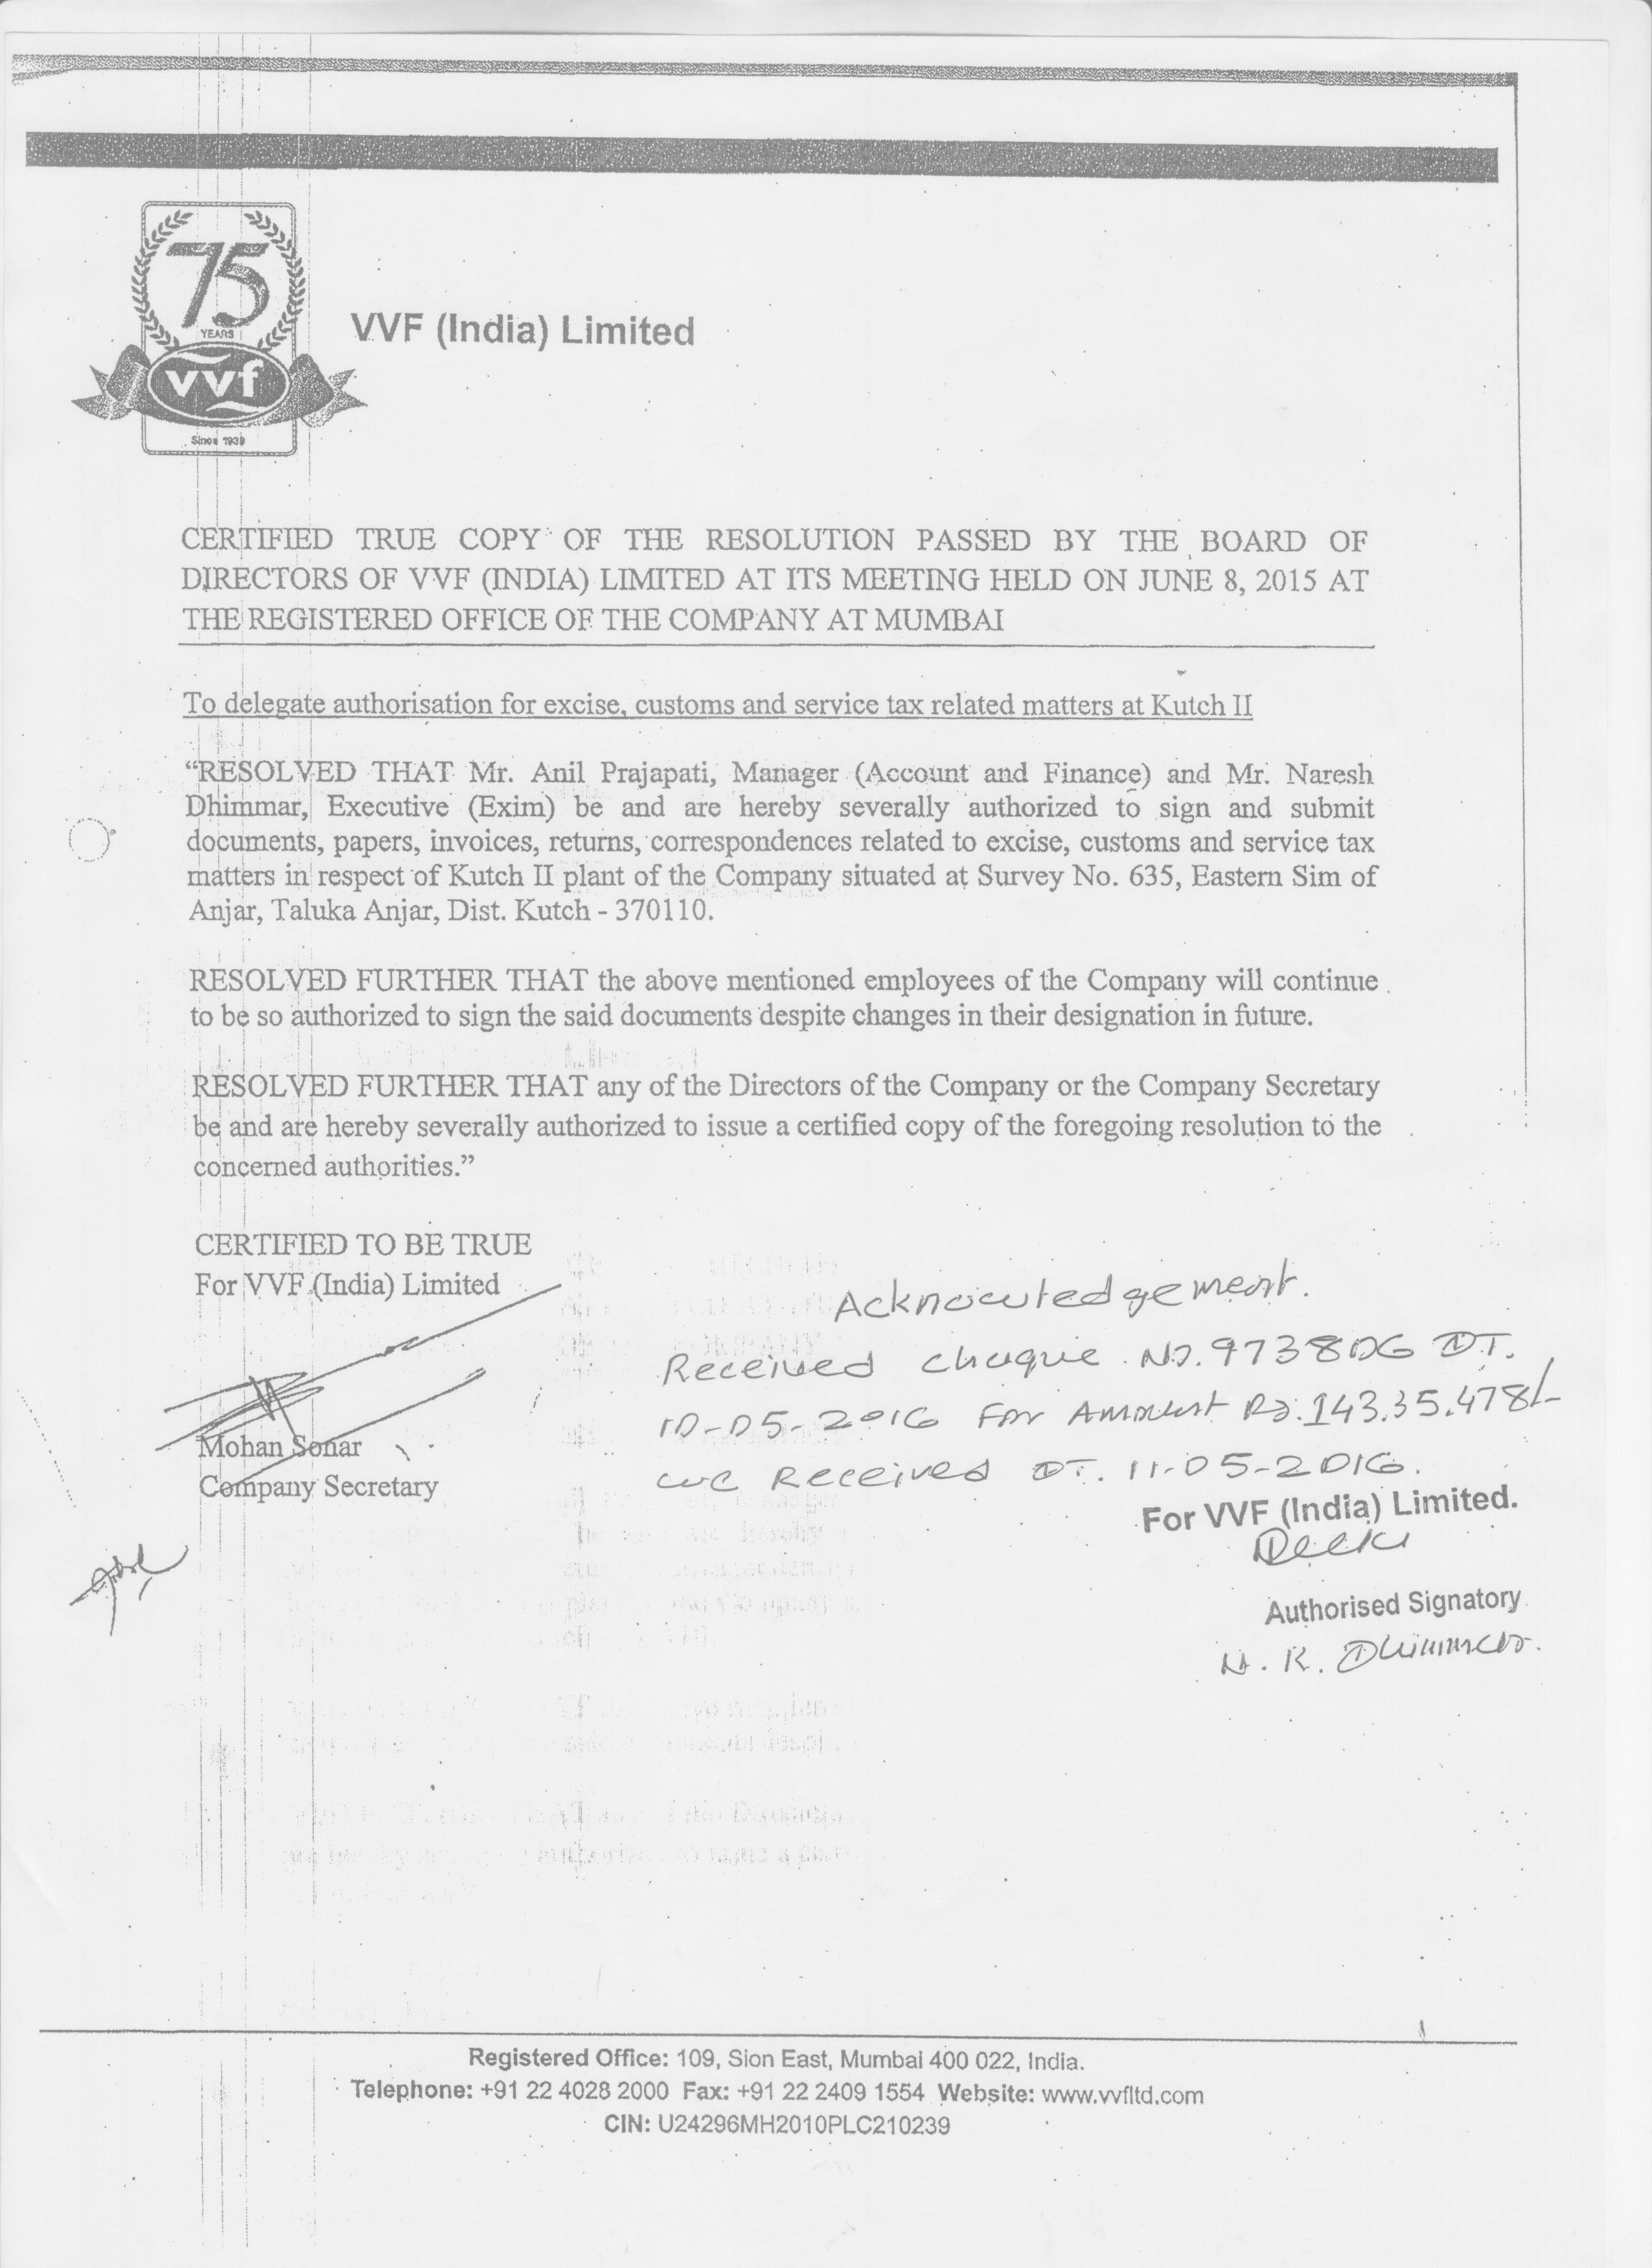 75
YEARS
vvf
Since 1939
VVF (India) Limited
CERTIFIED TRUE COPY OF THE RESOLUTION PASSED BY THE BOARD OF
DIRECTORS OF VVF (INDIA) LIMITED AT ITS MEETING HELD ON JUNE 8, 2015 AT
THE REGISTERED OFFICE OF THE COMPANY AT MUMBAI
To delegate authorisation for excise, customs and service tax related matters at Kutch II
“RESOLVED THAT Mr. Anil Prajapati, Manager (Account and Finance) and Mr. Naresh
Dhimmar, Executive (Exim) be and are hereby severally authorized to sign and submit
documents, papers, invoices, returns, correspondences related to excise, customs and service tax
matters in respect of Kutch II plant of the Company situated at Survey No. 635, Eastern Sim of
Anjar, Taluka Anjar, Dist. Kutch - 370110.
RESOLVED FURTHER THAT the above mentioned employees of the Company will continue
to be so authorized to sign the said documents despite changes in their designation in future.
RESOLVED FURTHER THAT any of the Directors of the Company or the Company Secretary
be and are hereby severally authorized to issue a certified copy of the foregoing resolution to the
concerned authorities.”
CERTIFIED TO BE TRUE
For VVF (India) Limited
Mohan Sonar
Company Secretary
Acknowledgement.
Received cheque No. 973806 DT.
10-05-2016 For Amount Rs. 143,35,478/-
we Received DT. 11-05-2016.
For VVF (India) Limited.
Authorised Signatory
N. K. Dhimmar.
Registered Office: 109, Sion East, Mumbai 400 022, India.
Telephone: +91 22 4028 2000 Fax: +91 22 2409 1554 Website: www.vvfltd.com
CIN: U24296MH2010PLC210239